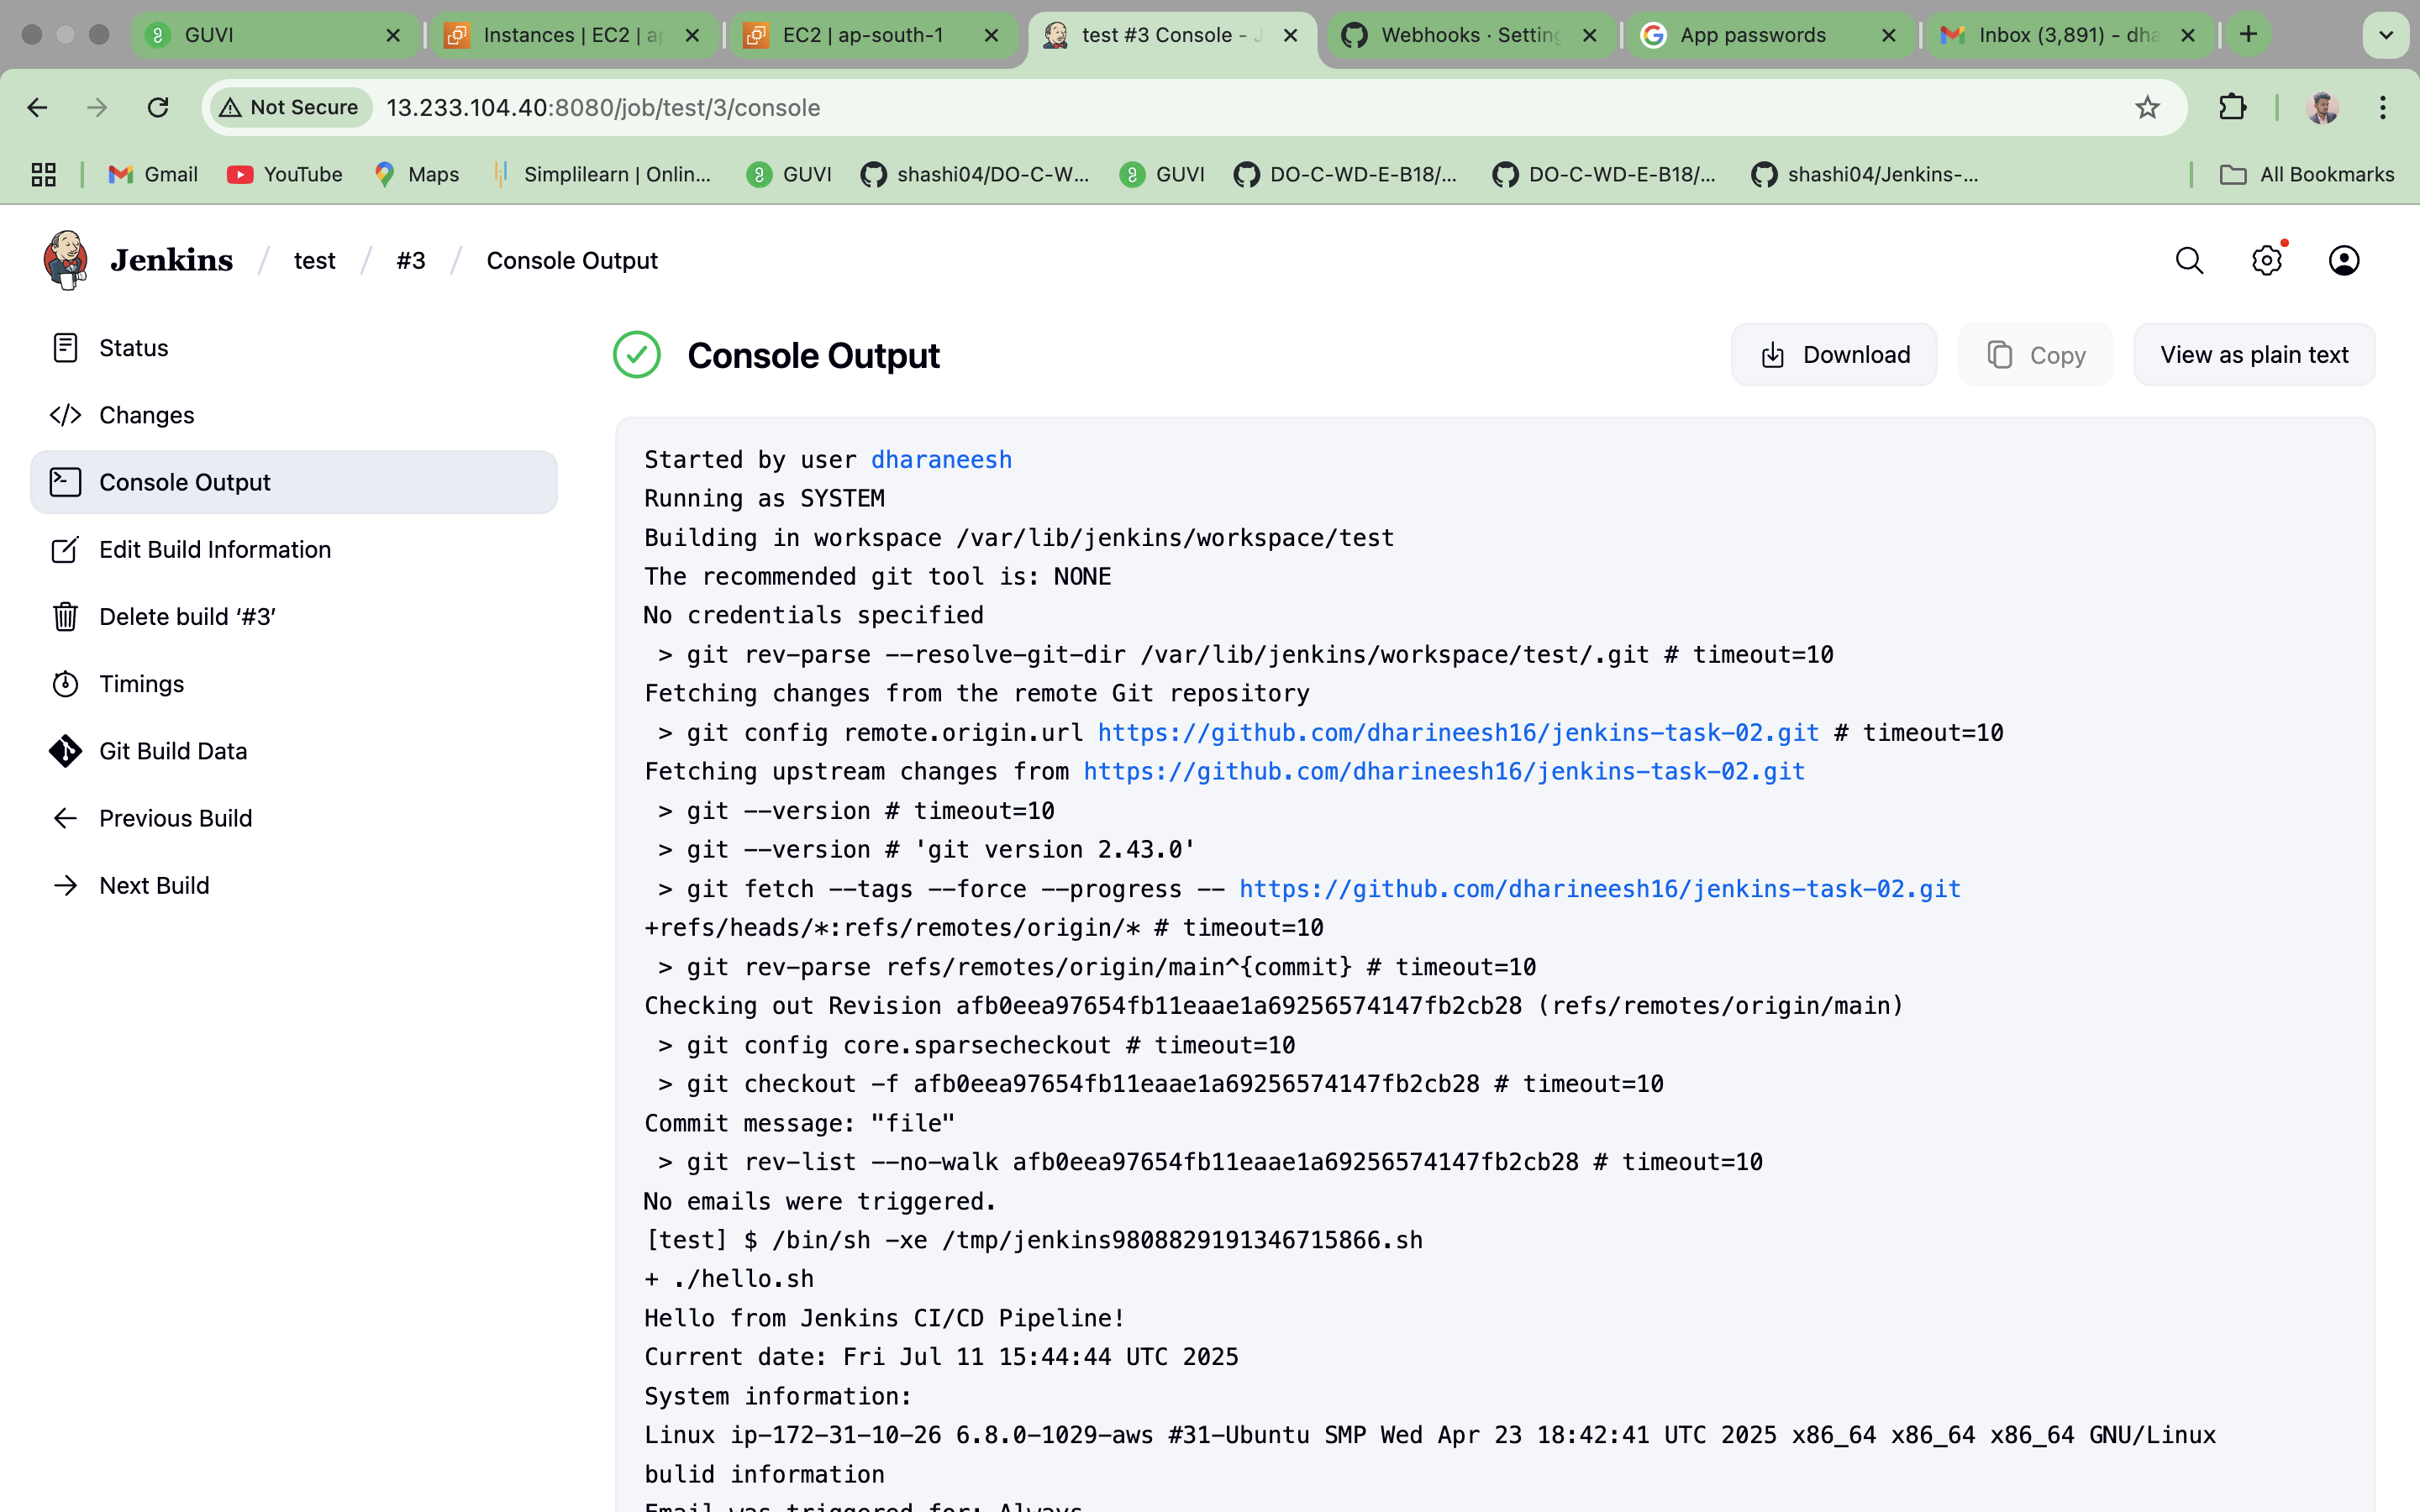 GUVI
Instances | EC2 | ap
EC2 | ap-south-1
test #3 Console - J
Webhooks · Setting
App passwords
Inbox (3,891) - dha
Not Secure
13.233.104.40:8080/job/test/3/console
Gmail
YouTube
Maps
Simplilearn | Onlin...
GUVI
shashi04/DO-C-W...
GUVI
DO-C-WD-E-B18/...
DO-C-WD-E-B18/...
shashi04/Jenkins-...
All Bookmarks
Jenkins / test / #3 / Console Output
Status
Changes
Console Output
Edit Build Information
Delete build ‘#3’
Timings
Git Build Data
Previous Build
Next Build
Console Output
Download
Copy
View as plain text
Started by user dharaneesh
Running as SYSTEM
Building in workspace /var/lib/jenkins/workspace/test
The recommended git tool is: NONE
No credentials specified
> git rev-parse --resolve-git-dir /var/lib/jenkins/workspace/test/.git # timeout=10
Fetching changes from the remote Git repository
> git config remote.origin.url https://github.com/dharineesh16/jenkins-task-02.git # timeout=10
Fetching upstream changes from https://github.com/dharineesh16/jenkins-task-02.git
> git --version # timeout=10
> git --version # 'git version 2.43.0'
> git fetch --tags --force --progress -- https://github.com/dharineesh16/jenkins-task-02.git
+refs/heads/*:refs/remotes/origin/* # timeout=10
> git rev-parse refs/remotes/origin/main^{commit} # timeout=10
Checking out Revision afb0eea97654fb11eaae1a69256574147fb2cb28 (refs/remotes/origin/main)
> git config core.sparsecheckout # timeout=10
> git checkout -f afb0eea97654fb11eaae1a69256574147fb2cb28 # timeout=10
Commit message: "file"
> git rev-list --no-walk afb0eea97654fb11eaae1a69256574147fb2cb28 # timeout=10
No emails were triggered.
[test] $ /bin/sh -xe /tmp/jenkins9808829191346715866.sh
+ ./hello.sh
Hello from Jenkins CI/CD Pipeline!
Current date: Fri Jul 11 15:44:44 UTC 2025
System information:
Linux ip-172-31-10-26 6.8.0-1029-aws #31-Ubuntu SMP Wed Apr 23 18:42:41 UTC 2025 x86_64 x86_64 x86_64 GNU/Linux
bulid information
Email was triggered for: Always